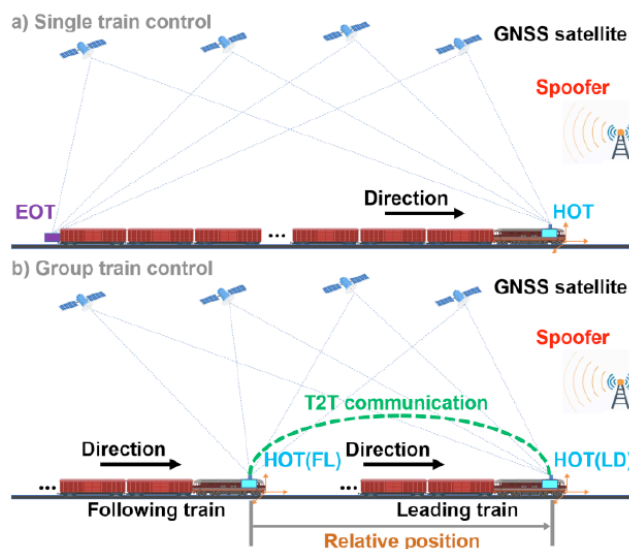 a) Single train control
GNSS satellite
Spoofer
EOT
Direction
HOT
...
b) Group train control
GNSS satellite
Spoofer
T2T communication
Direction
HOT(FL)
Direction
HOT(LD)
...
...
Following train
Leading train
Relative position